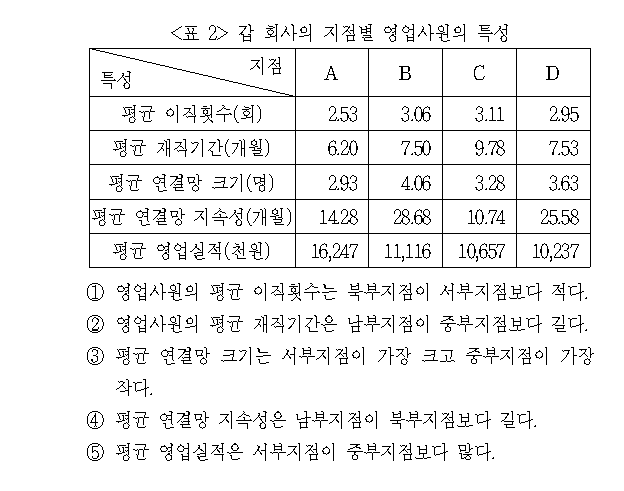 <표 2> 갑 회사의 지점별 영업사원의 특성
특성 지점 A B C D
평균 이직횟수(회) 2.53 3.06 3.11 2.95
평균 재직기간(개월) 6.20 7.50 9.78 7.53
평균 연결망 크기(명) 2.93 4.06 3.28 3.63
평균 연결망 지속성(개월) 14.28 28.68 10.74 25.58
평균 영업실적(천원) 16,247 11,116 10,657 10,237
① 영업사원의 평균 이직횟수는 북부지점이 서부지점보다 적다.
② 영업사원의 평균 재직기간은 남부지점이 중부지점보다 길다.
③ 평균 연결망 크기는 서부지점이 가장 크고 중부지점이 가장
작다.
④ 평균 연결망 지속성은 남부지점이 북부지점보다 길다.
⑤ 평균 영업실적은 서부지점이 중부지점보다 많다.